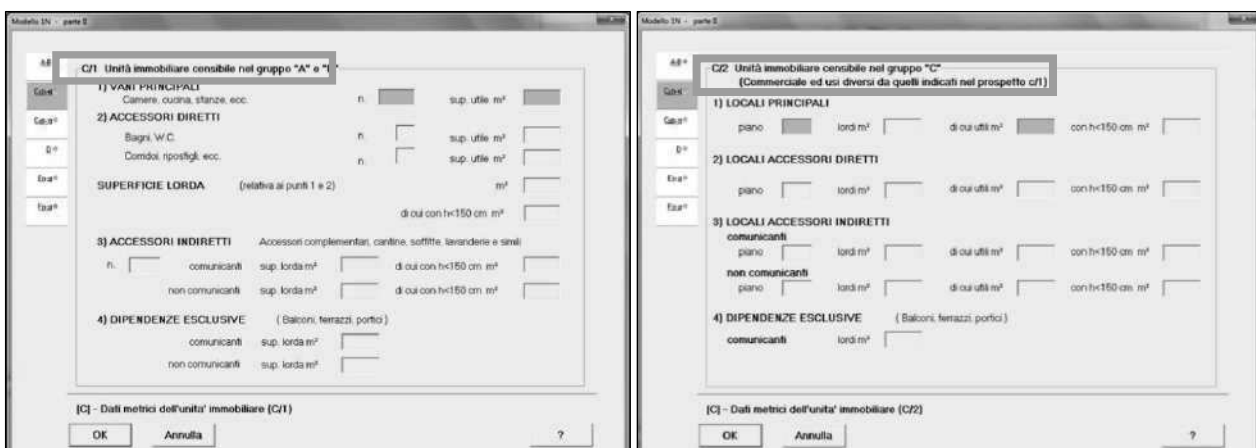 Modello 1N - parte II
C/1 Unità immobiliare censibile nel gruppo "A" e
1) VANI PRINCIPALI
Camere, cucina, stanze, ecc. n. sup. utile m²
2) ACCESSORI DIRETTI
Bagni, W.C. n. sup. utile m²
Corridoi, ripostigli, ecc. n. sup. utile m²
SUPERFICIE LORDA (relativa ai punti 1 e 2) m²
di cui con h<150 cm m²
3) ACCESSORI INDIRETTI Accessori complementari, cantine, soffitte, lavanderie e simili
n. comunicanti sup. lorda m² di cui con h<150 cm m²
non comunicanti sup. lorda m² di cui con h<150 cm m²
4) DIPENDENZE ESCLUSIVE ( Balconi, terrazzi, portici )
comunicanti sup. lorda m²
non comunicanti sup. lorda m²
[C] - Dati metrici dell'unita' immobiliare (C/1)
OK Annulla ?
Modello 1N - parte II
C/2 Unità immobiliare censibile nel gruppo "C"
(Commerciale ed usi diversi da quelli indicati nel prospetto c/1)
1) LOCALI PRINCIPALI
piano lordi m² di cui utili m² con h<150 cm m²
2) LOCALI ACCESSORI DIRETTI
piano lordi m² di cui utili m² con h<150 cm m²
3) LOCALI ACCESSORI INDIRETTI
comunicanti
piano lordi m² di cui utili m² con h<150 cm m²
non comunicanti
piano lordi m² di cui utili m² con h<150 cm m²
4) DIPENDENZE ESCLUSIVE ( Balconi, terrazzi, portici )
comunicanti lordi m²
[C] - Dati metrici dell'unita' immobiliare (C/2)
OK Annulla ?